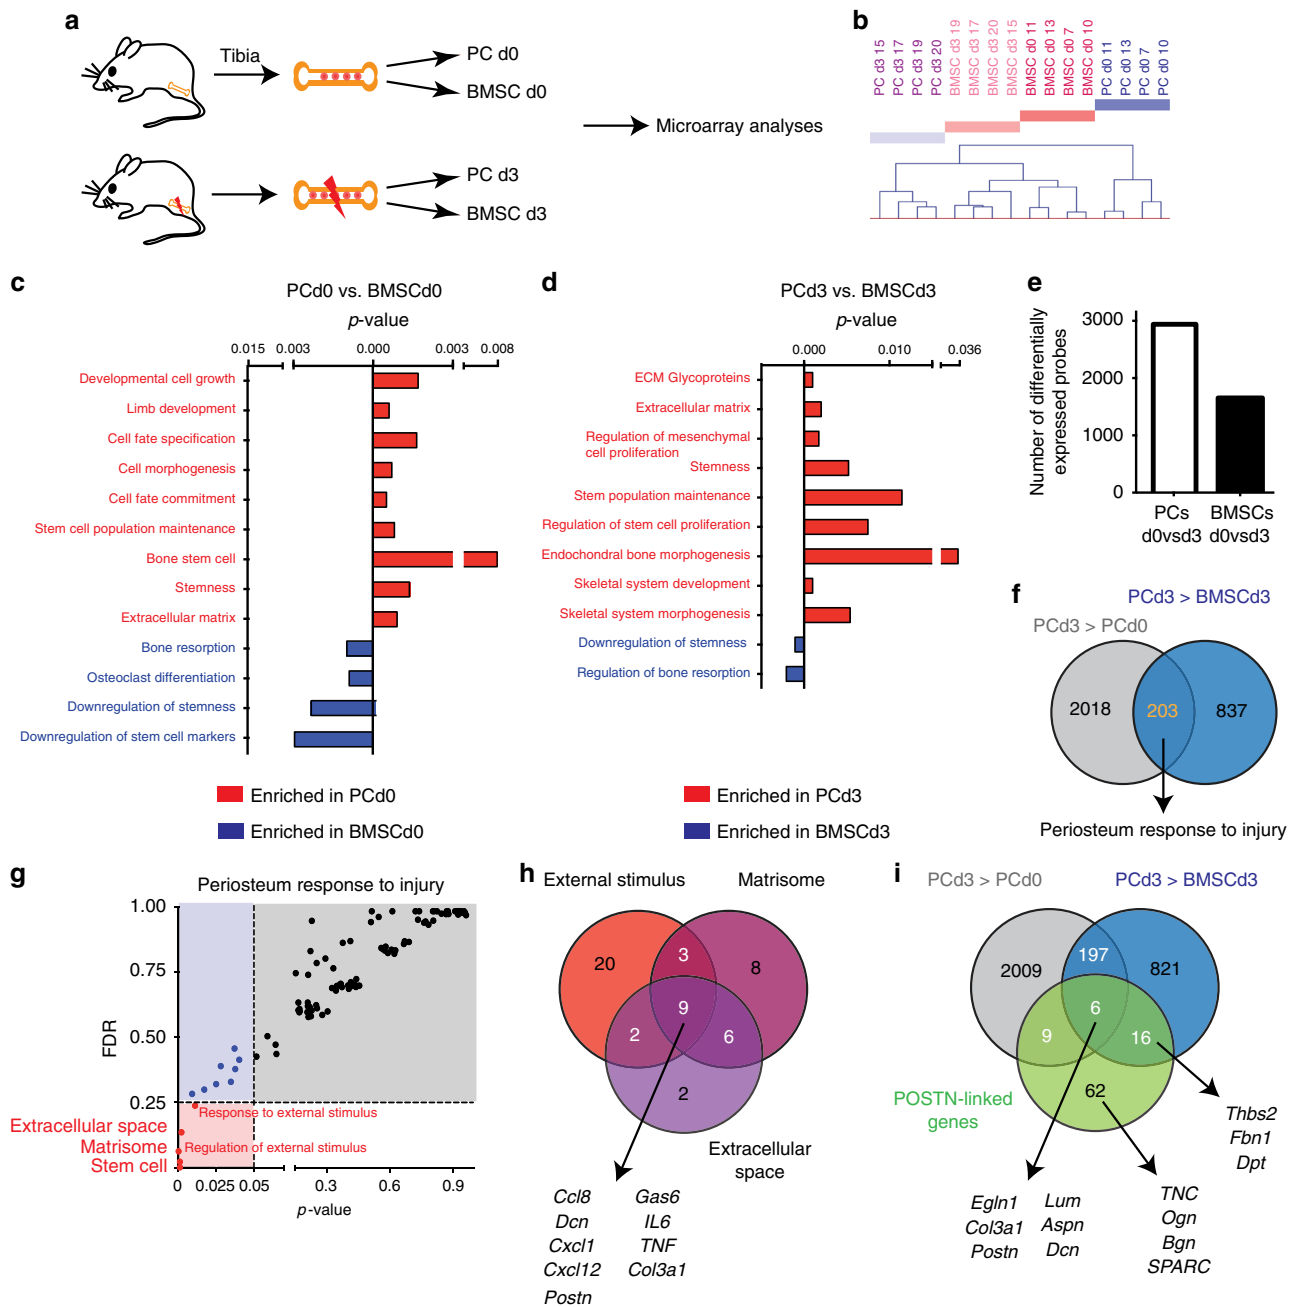 a
Tibia
PC d0
BMSC d0
Microarray analyses
PC d3
BMSC d3
b
PC d3 15
PC d3 17
PC d3 19
PC d3 20
BMSC d3 19
BMSC d3 17
BMSC d3 20
BMSC d3 15
BMSC d0 11
BMSC d0 13
BMSC d0 7
BMSC d0 10
PC d0 11
PC d0 13
PC d0 7
PC d0 10
c
PCd0 vs. BMSCd0
p-value
0.015 0.003 0.000 0.003 0.008
Developmental cell growth
Limb development
Cell fate specification
Cell morphogenesis
Cell fate commitment
Stem cell population maintenance
Bone stem cell
Stemness
Extracellular matrix
Bone resorption
Osteoclast differentiation
Downregulation of stemness
Downregulation of stem cell markers
Enriched in PCd0
Enriched in BMSCd0
d
PCd3 vs. BMSCd3
p-value
0.000 0.010 0.036
ECM Glycoproteins
Extracellular matrix
Regulation of mesenchymal
cell proliferation
Stemness
Stem population maintenance
Regulation of stem cell proliferation
Endochondral bone morphogenesis
Skeletal system development
Skeletal system morphogenesis
Downregulation of stemness
Regulation of bone resorption
Enriched in PCd3
Enriched in BMSCd3
e
Number of differentially
expressed probes
3000
2000
1000
0
PCs
d0vsd3
BMSCs
d0vsd3
f
PCd3 > BMSCd3
PCd3 > PCd0
2018
203
837
Periosteum response to injury
g
Periosteum response to injury
FDR
1.00
0.75
0.50
0.25
Response to external stimulus
Extracellular space
Matrisome
Regulation of external stimulus
Stem cell
0 0.025 0.05 0.3 0.6 0.9
p-value
h
External stimulus
Matrisome
20
3
8
9
2
6
2
Extracellular
space
Ccl8
Dcn
Cxcl1
Cxcl12
Postn
Gas6
IL6
TNF
Col3a1
i
PCd3 > PCd0
PCd3 > BMSCd3
2009
197
821
6
9
16
62
POSTN-linked
genes
Thbs2
Fbn1
Dpt
Egln1
Col3a1
Postn
Lum
Aspn
Dcn
TNC
Ogn
Bgn
SPARC